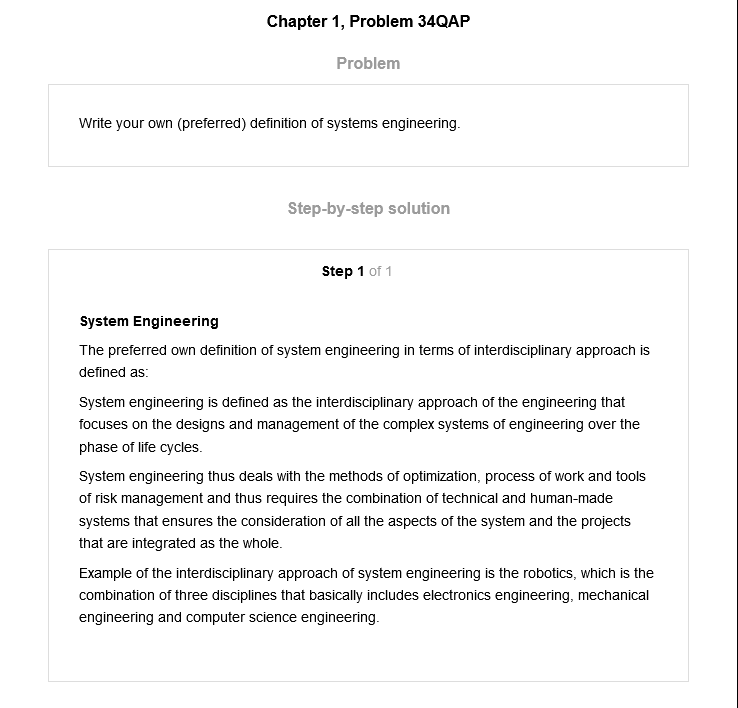 Chapter 1, Problem 34QAP
Problem
Write your own (preferred) definition of systems engineering.
Step-by-step solution
Step 1 of 1
System Engineering
The preferred own definition of system engineering in terms of interdisciplinary approach is
defined as:
System engineering is defined as the interdisciplinary approach of the engineering that
focuses on the designs and management of the complex systems of engineering over the
phase of life cycles.
System engineering thus deals with the methods of optimization, process of work and tools
of risk management and thus requires the combination of technical and human-made
systems that ensures the consideration of all the aspects of the system and the projects
that are integrated as the whole.
Example of the interdisciplinary approach of system engineering is the robotics, which is the
combination of three disciplines that basically includes electronics engineering, mechanical
engineering and computer science engineering.